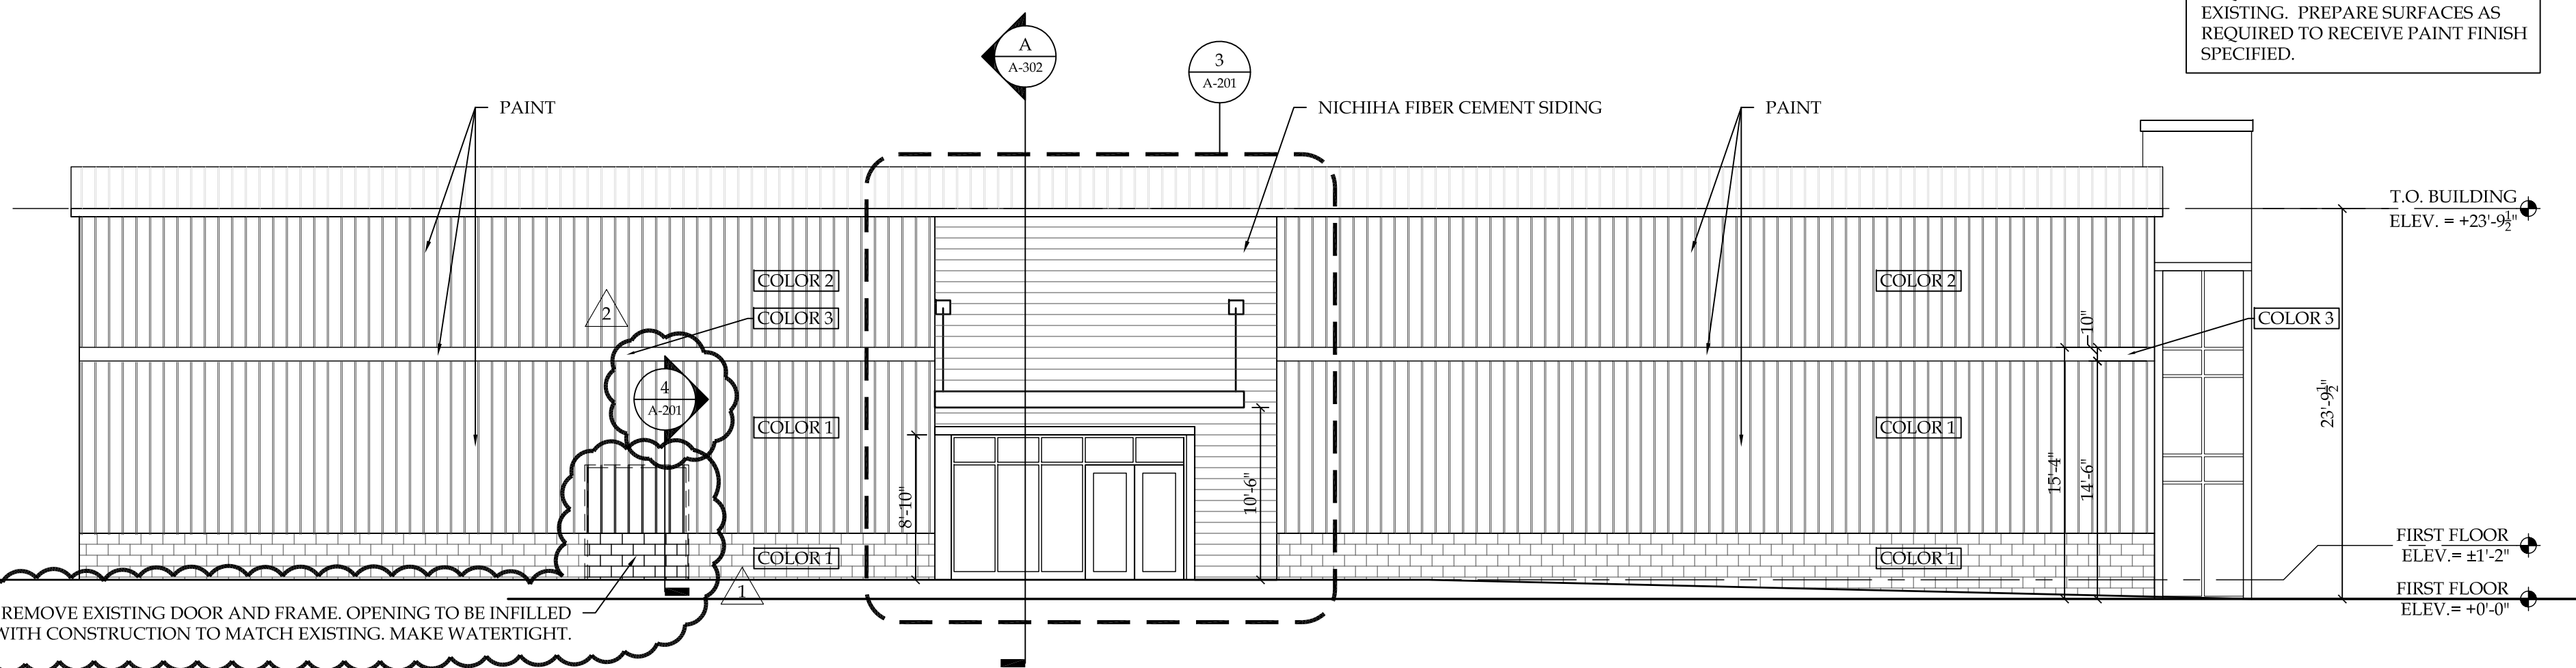 EXISTING. PREPARE SURFACES AS
REQUIRED TO RECEIVE PAINT FINISH
SPECIFIED.
A
A-302
3
A-201
PAINT
NICHIHA FIBER CEMENT SIDING
PAINT
T.O. BUILDING
ELEV. = +23'-9½"
COLOR 2
COLOR 2
2
COLOR 3
COLOR 3
10"
4
A-201
23'-9½"
COLOR 1
COLOR 1
8'-10"
10'-6"
15'-4"
14'-6"
FIRST FLOOR
ELEV.= ±1'-2"
COLOR 1
COLOR 1
1
FIRST FLOOR
ELEV.= +0'-0"
REMOVE EXISTING DOOR AND FRAME. OPENING TO BE INFILLED
WITH CONSTRUCTION TO MATCH EXISTING. MAKE WATERTIGHT.